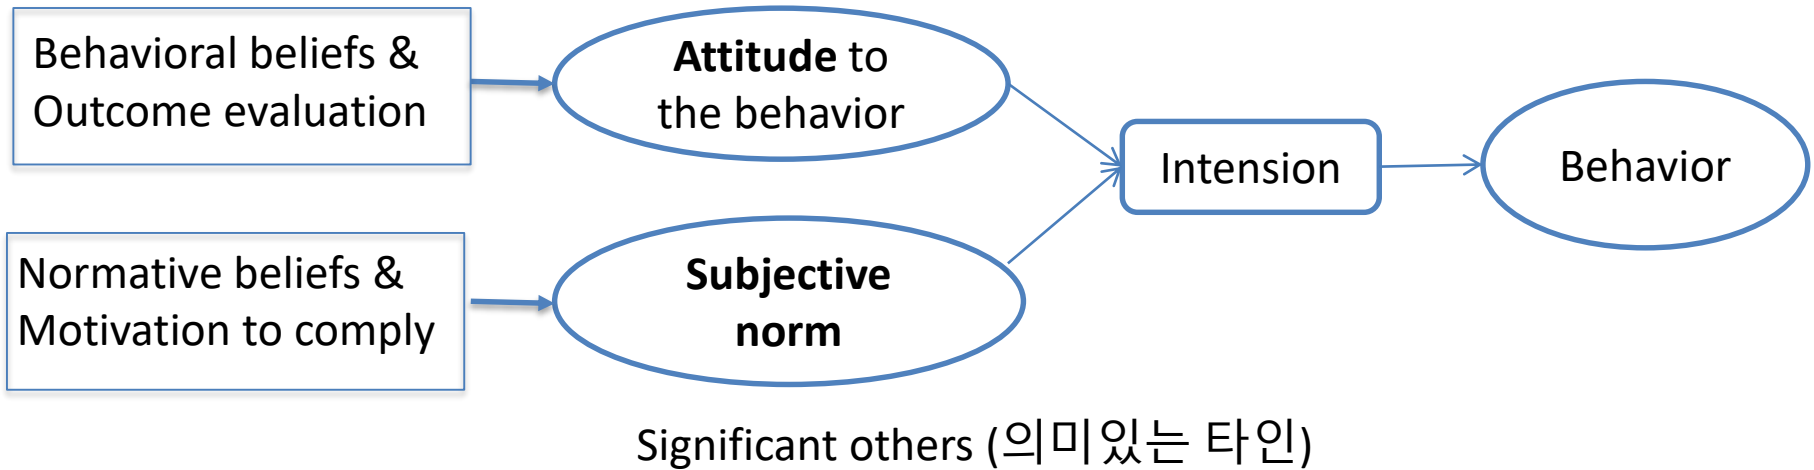 Behavioral beliefs &
Outcome evaluation
Attitude to
the behavior
Normative beliefs &
Motivation to comply
Subjective
norm
Intension
Behavior
Significant others (의미있는 타인)